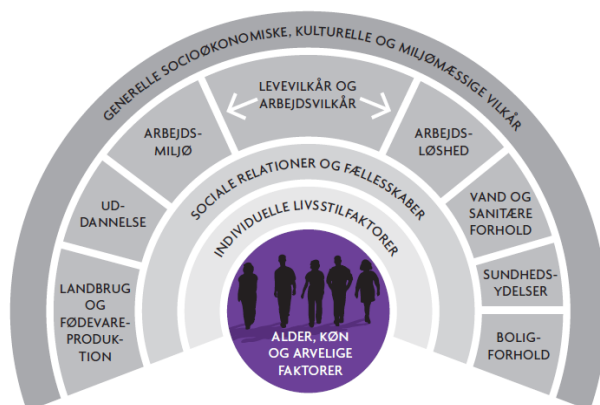 GENERELLE SOCIOØKONOMISKE, KULTURELLE OG MILJØMÆSSIGE VILKÅR
LEVEVILKÅR OG
ARBEJDSVILKÅR
ARBEJDS-
MILJØ
ARBEJDS-
LØSHED
UD-
DANNELSE
VAND OG
SANITÆRE
FORHOLD
LANDBRUG
OG
FØDEVARE-
PRODUK-
TION
SUNDHEDS-
YDELSER
BOLIG-
FORHOLD
SOCIALE RELATIONER OG FÆLLESSKABER
INDIVIDUELLE LIVSSTILFAKTORER
ALDER, KØN
OG ARVELIGE
FAKTORER